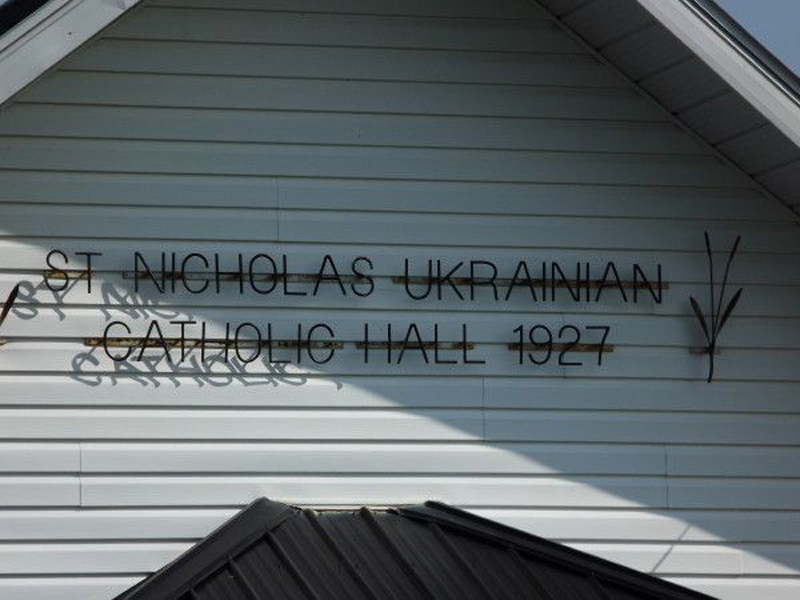 ST NICHOLAS UKRAINIAN
CATHOLIC HALL 1927